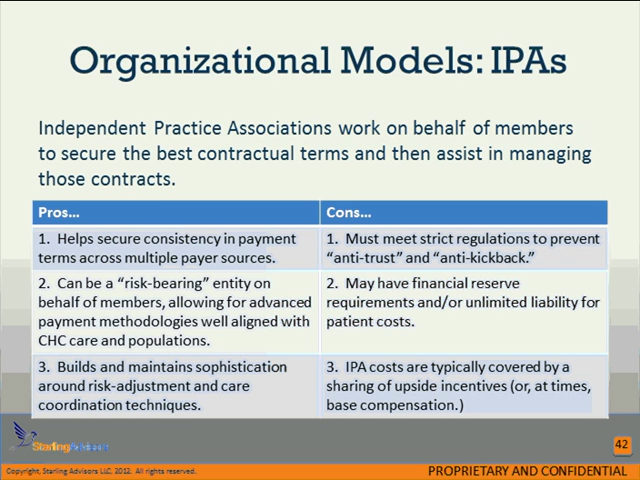 Organizational Models: IPAs
Independent Practice Associations work on behalf of members
to secure the best contractual terms and then assist in managing
those contracts.
Pros...
Cons...
1. Helps secure consistency in payment
terms across multiple payer sources.
1. Must meet strict regulations to prevent
“anti-trust” and “anti-kickback.”
2. Can be a “risk-bearing” entity on
behalf of members, allowing for advanced
payment methodologies well aligned with
CHC care and populations.
2. May have financial reserve
requirements and/or unlimited liability for
patient costs.
3. Builds and maintains sophistication
around risk-adjustment and care
coordination techniques.
3. IPA costs are typically covered by a
sharing of upside incentives (or, at times,
base compensation.)
StarlingAdvisors
42
Copyright, Starling Advisors LLC, 2012. All rights reserved.
PROPRIETARY AND CONFIDENTIAL